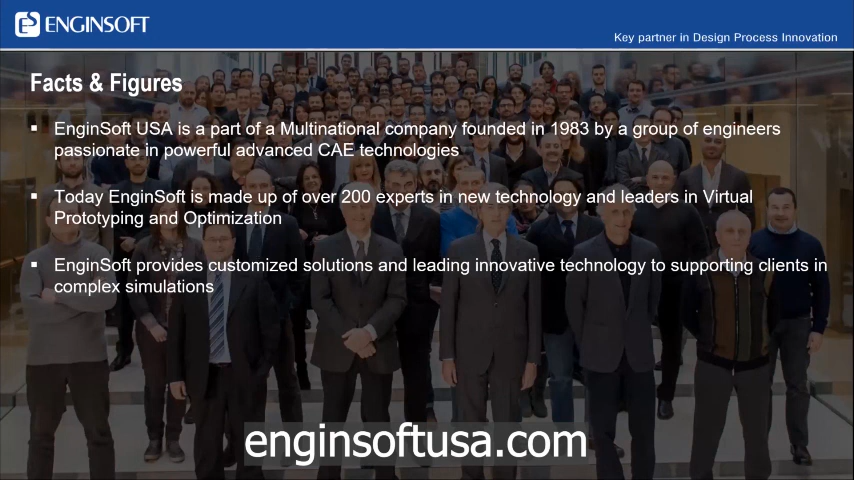 ENGINSOFT
Key partner in Design Process Innovation
Facts & Figures
▪ EnginSoft USA is a part of a Multinational company founded in 1983 by a group of engineers
passionate in powerful advanced CAE technologies
▪ Today EnginSoft is made up of over 200 experts in new technology and leaders in Virtual
Prototyping and Optimization
▪ EnginSoft provides customized solutions and leading innovative technology to supporting clients in
complex simulations
enginsoftusa.com